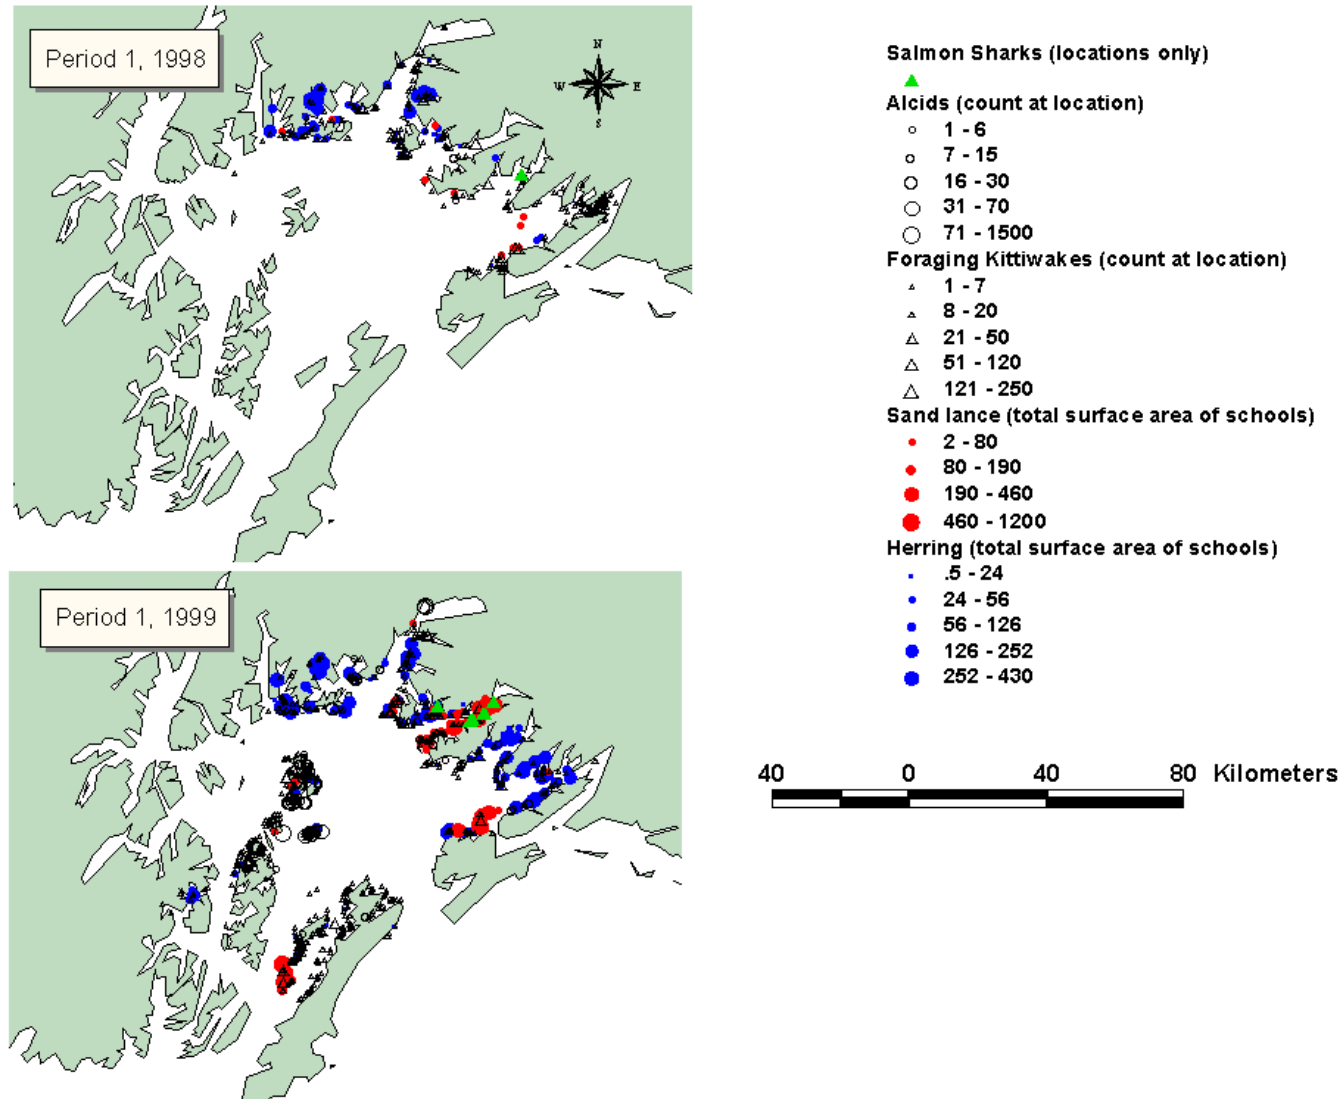 Period 1, 1998
N
W E
S
Period 1, 1999
Salmon Sharks (locations only)
Alcids (count at location)
1 - 6
7 - 15
16 - 30
31 - 70
71 - 1500
Foraging Kittiwakes (count at location)
1 - 7
8 - 20
21 - 50
51 - 120
121 - 250
Sand lance (total surface area of schools)
2 - 80
80 - 190
190 - 460
460 - 1200
Herring (total surface area of schools)
.5 - 24
24 - 56
56 - 126
126 - 252
252 - 430
40 0 40 80 Kilometers